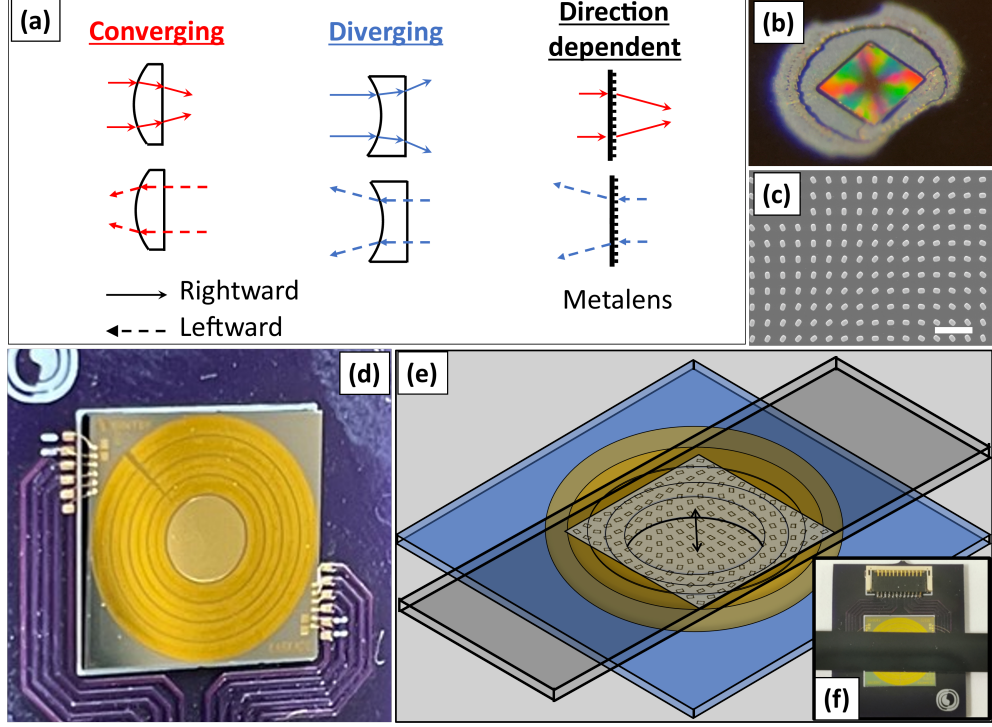 (a)
Converging
Diverging
Direction
dependent
Rightward
Leftward
Metalens
(b)
(c)
(d)
(e)
(f)